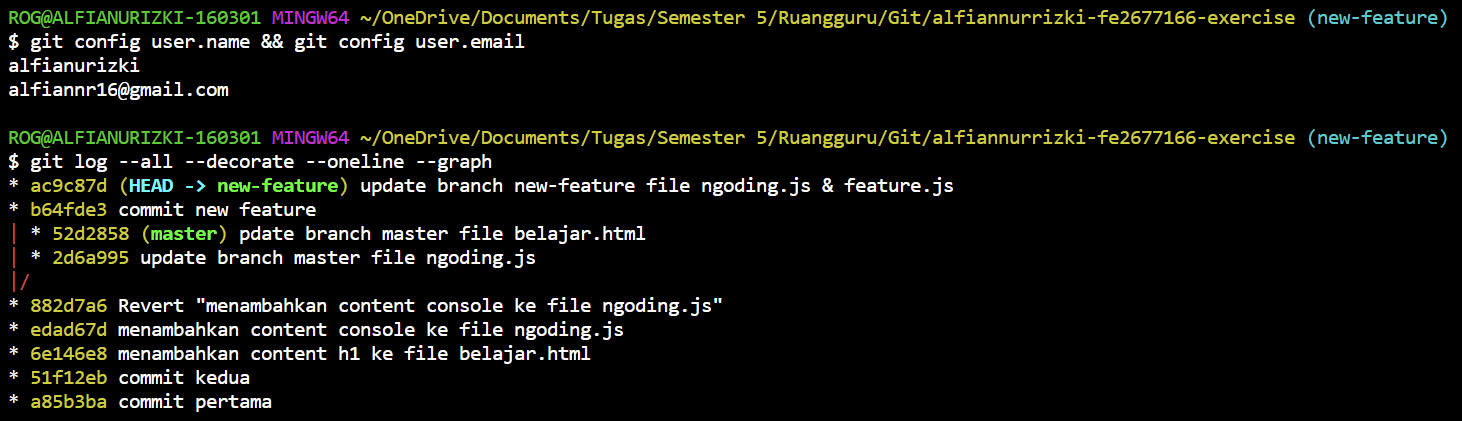 ROG@ALFIANURIZKI-160301 MINGW64 ~/OneDrive/Documents/Tugas/Semester 5/Ruangguru/Git/alfiannurrizki-fe2677166-exercise (new-feature)
$ git config user.name && git config user.email
alfianurizki
alfiannr16@gmail.com

ROG@ALFIANURIZKI-160301 MINGW64 ~/OneDrive/Documents/Tugas/Semester 5/Ruangguru/Git/alfiannurrizki-fe2677166-exercise (new-feature)
$ git log --all --decorate --oneline --graph
* ac9c87d (HEAD -> new-feature) update branch new-feature file ngoding.js & feature.js
* b64fde3 commit new feature
| * 52d2858 (master) pdate branch master file belajar.html
| * 2d6a995 update branch master file ngoding.js
|/
* 882d7a6 Revert "menambahkan content console ke file ngoding.js"
* edad67d menambahkan content console ke file ngoding.js
* 6e146e8 menambahkan content h1 ke file belajar.html
* 51f12eb commit kedua
* a85b3ba commit pertama